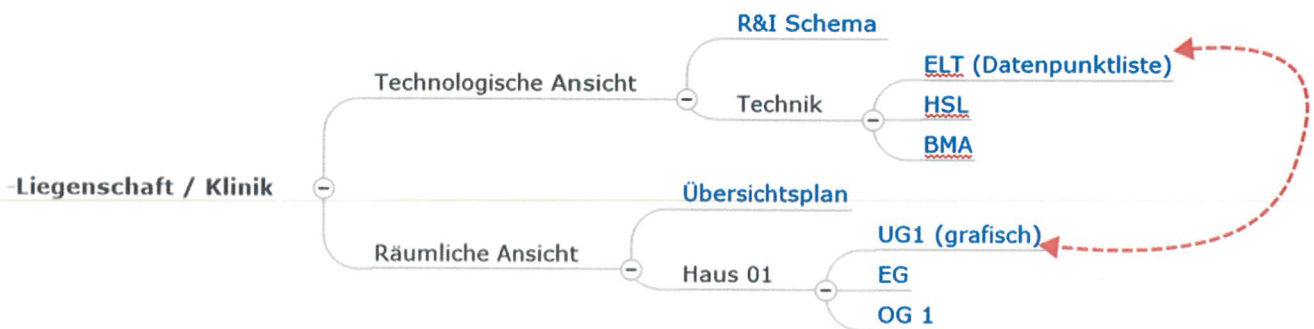 R&I Schema
Technologische Ansicht
ELT (Datenpunktliste)
Technik
HSL
BMA
Liegenschaft / Klinik
Übersichtsplan
Räumliche Ansicht
UG1 (grafisch)
Haus 01
EG
OG 1